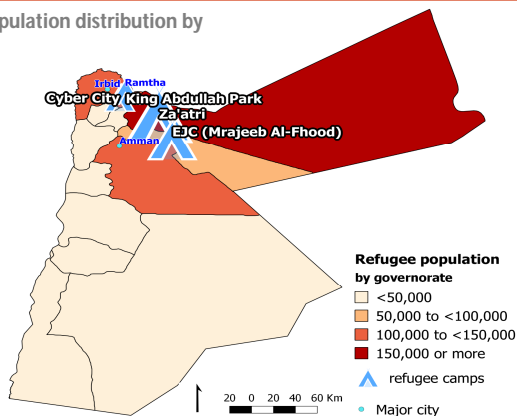 pulation distribution by
Irbid
Ramtha
Cyber City
King Abdullah Park
Za'atri
EJC (Mrajeeb Al-Fhood)
Amman
Refugee population
by governorate
<50,000
50,000 to <100,000
100,000 to <150,000
150,000 or more
refugee camps
Major city
20 0 20 40 60 Km